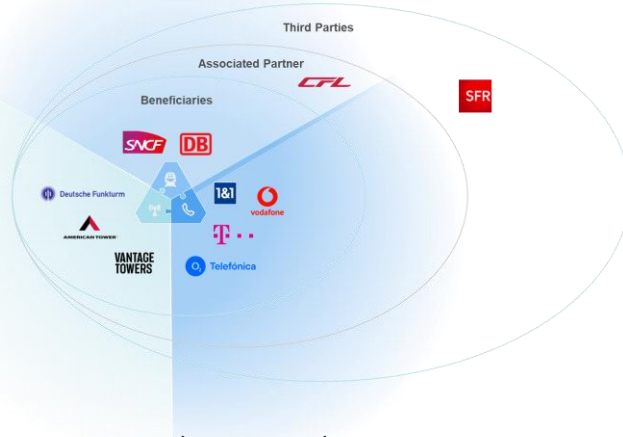 Third Parties
Associated Partner
CFL
SFR
Beneficiaries
SNCF
DB
Deutsche Funkturm
1&1
vodafone
AMERICAN TOWER
T
VANTAGE
TOWERS
O₂ Telefónica